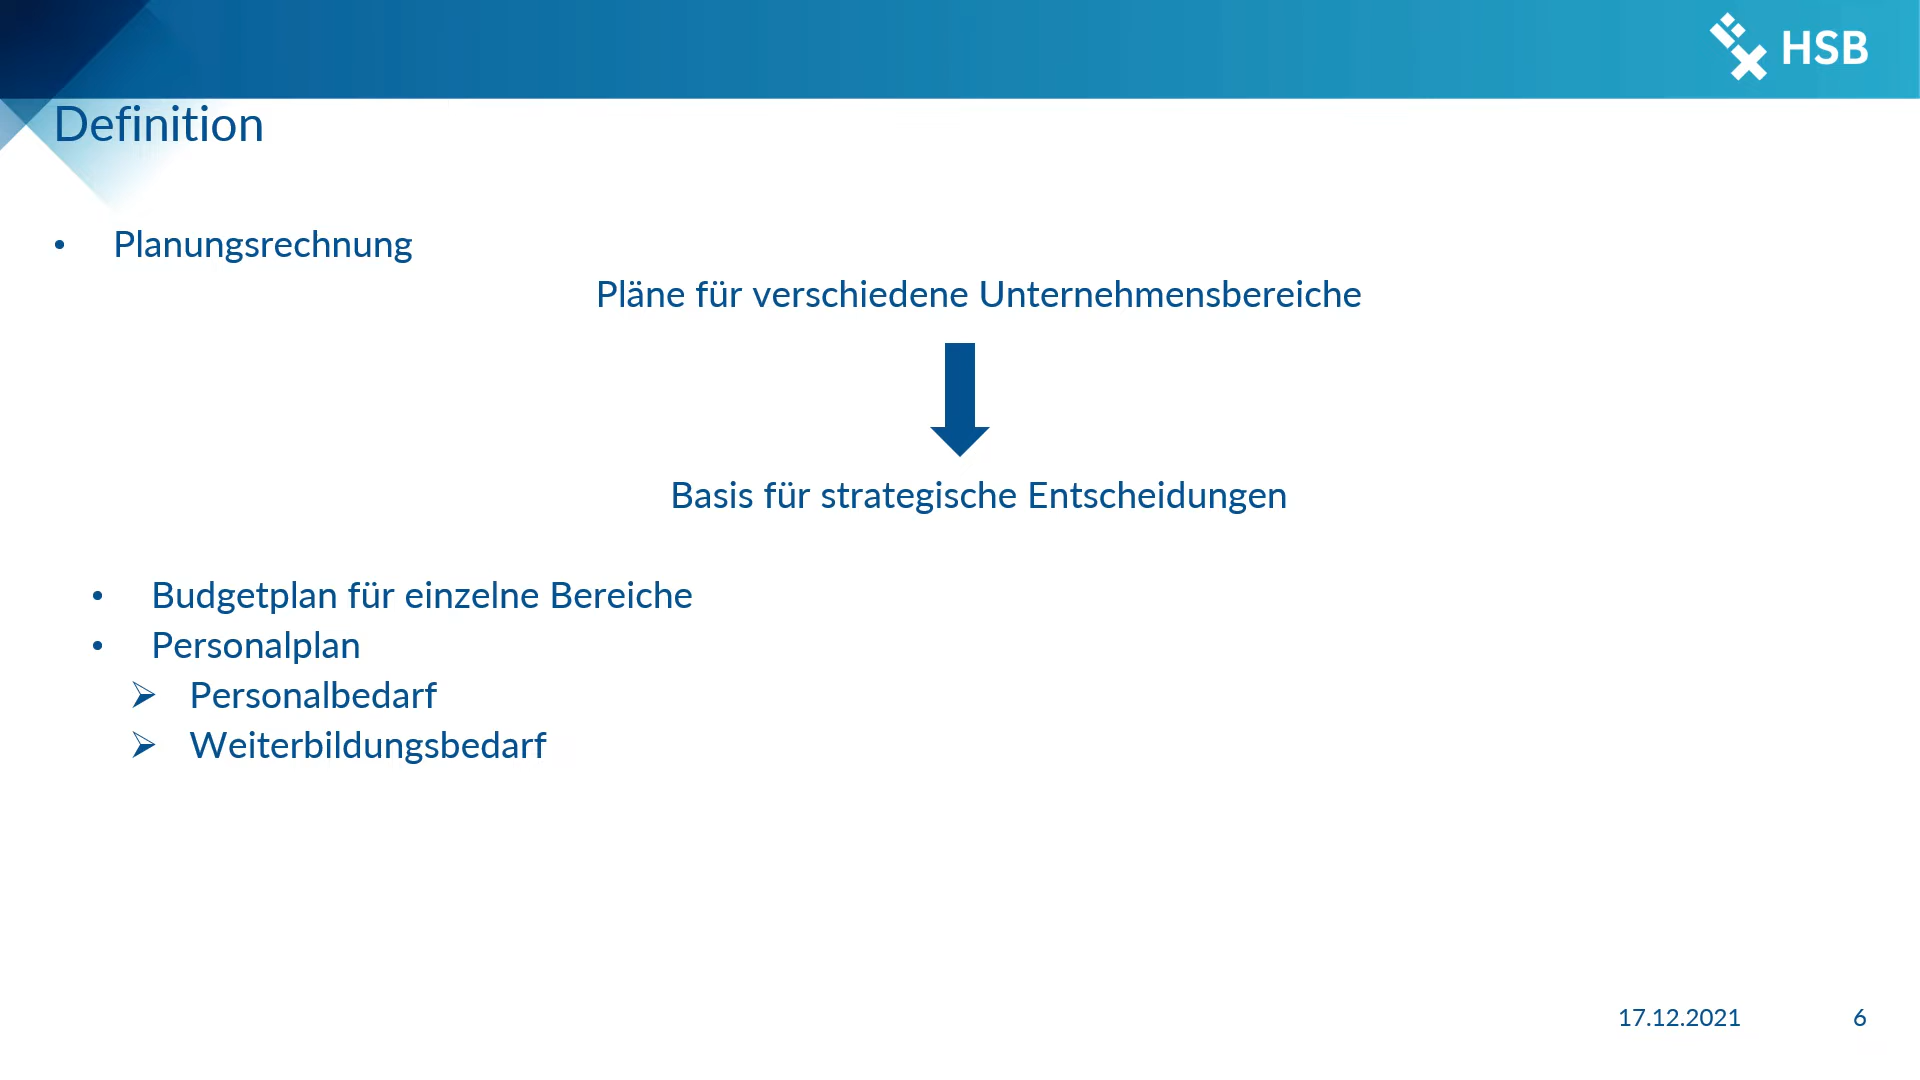 HSB
Definition
• Planungsrechnung
Pläne für verschiedene Unternehmensbereiche
Basis für strategische Entscheidungen
• Budgetplan für einzelne Bereiche
• Personalplan
➢ Personalbedarf
➢ Weiterbildungsbedarf
17.12.2021 6